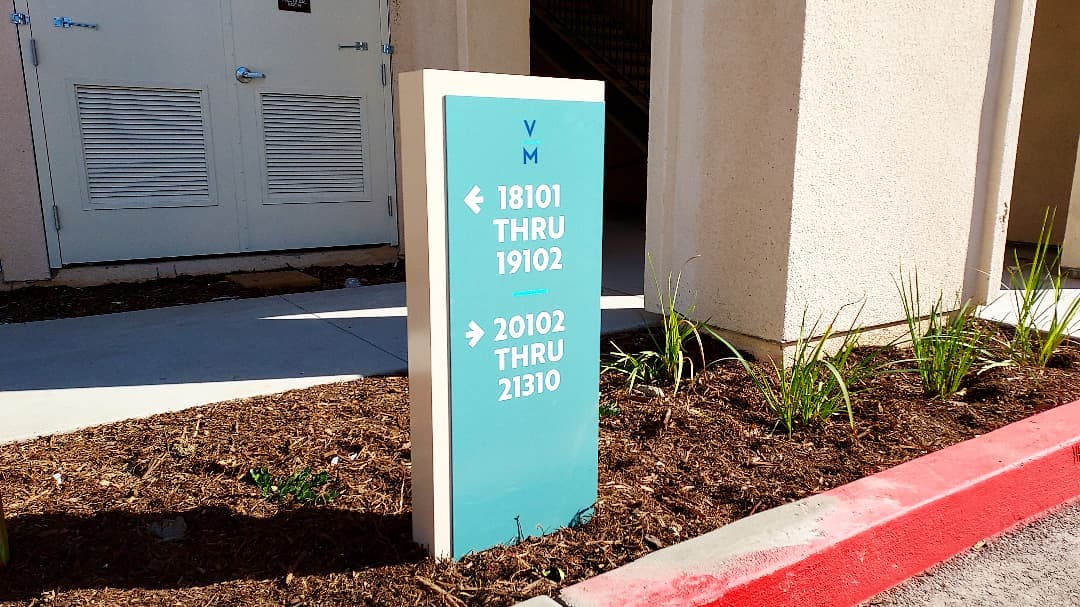 V
M
← 18101
THRU
19102
→ 20102
THRU
21310